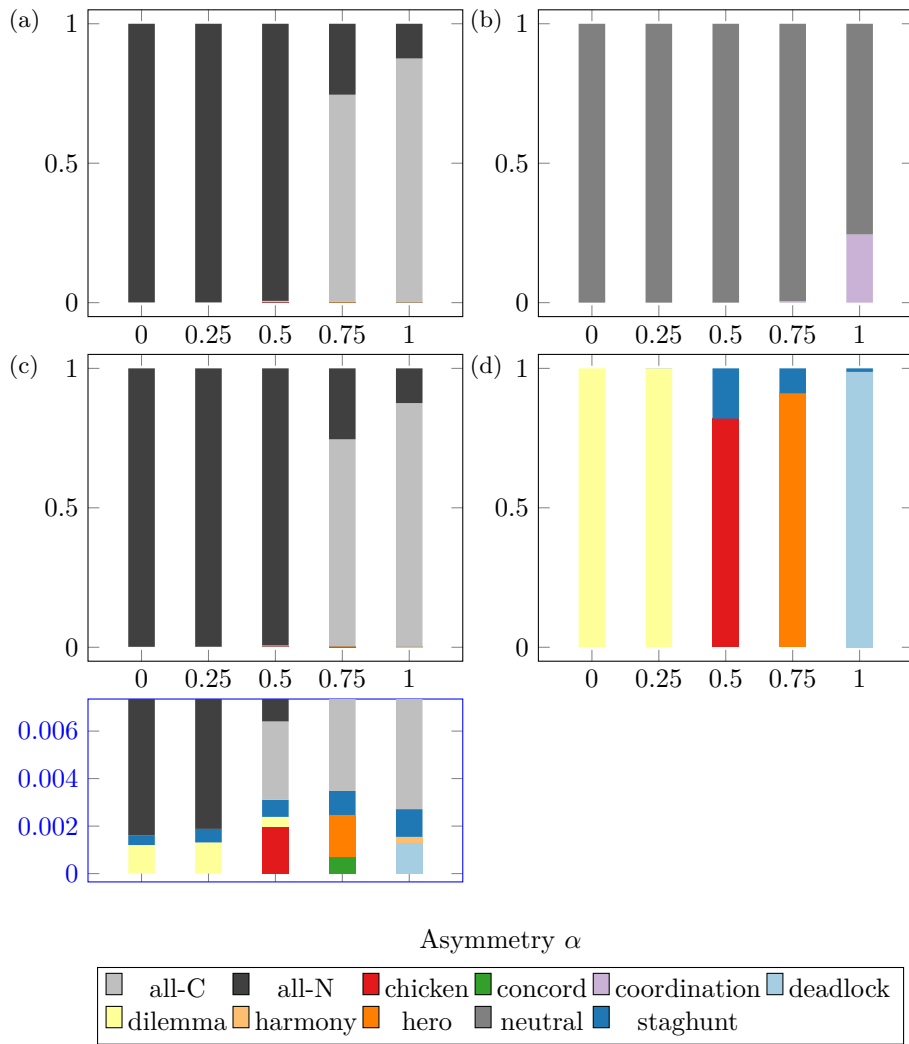 (a)
1
0.5
0
0 0.25 0.5 0.75 1
(b)
1
0.5
0
0 0.25 0.5 0.75 1
(c)
1
0.5
0
0 0.25 0.5 0.75 1
(d)
1
0.5
0
0 0.25 0.5 0.75 1
0.006
0.004
0.002
0
Asymmetry α
all-C all-N chicken concord coordination deadlock
dilemma harmony hero neutral staghunt